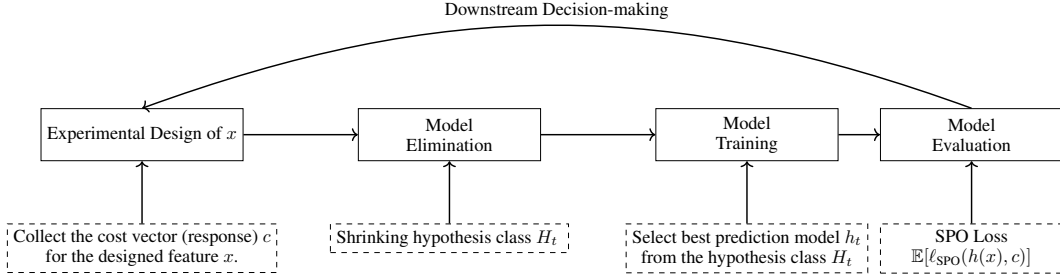 Downstream Decision-making
Experimental Design of x
Model
Elimination
Model
Training
Model
Evaluation
Collect the cost vector (response) c
for the designed feature x.
Shrinking hypothesis class H_t
Select best prediction model h_t
from the hypothesis class H_t
SPO Loss
𝔼[ℓ_SPO(h(x), c)]